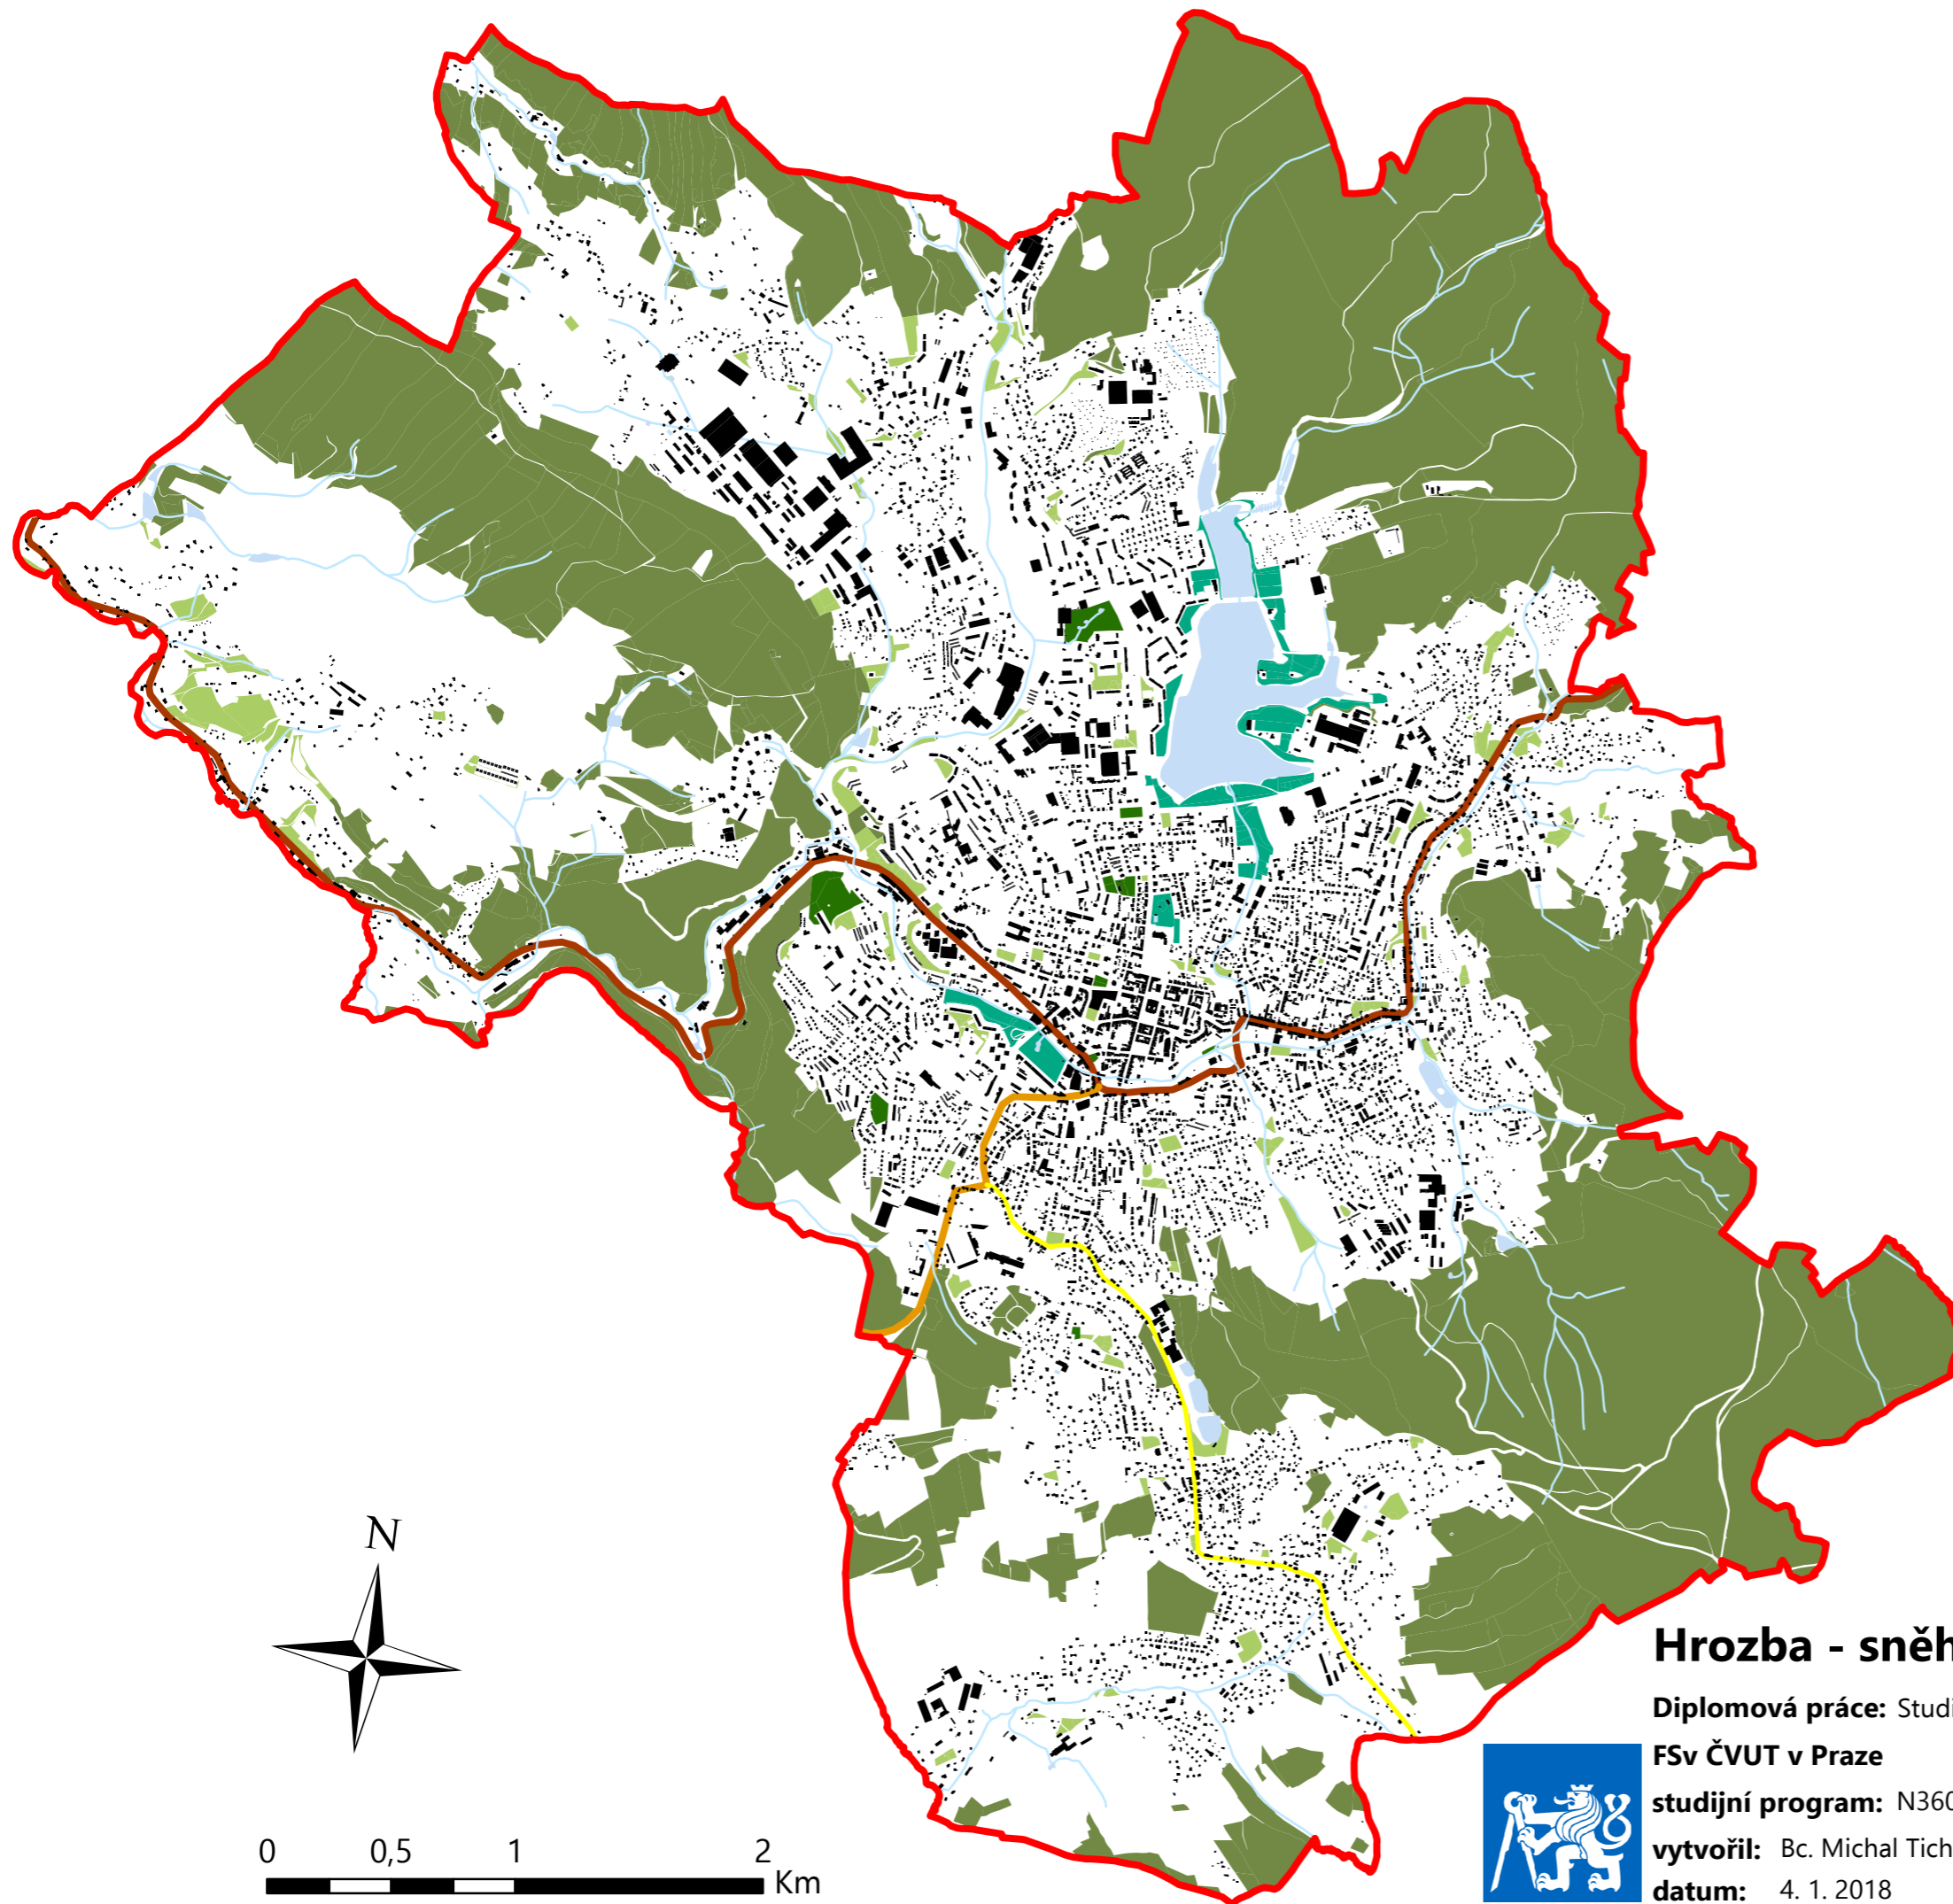 N
Hrozba - sněh
Diplomová práce: Studi
FSv ČVUT v Praze
studijní program: N360
vytvořil: Bc. Michal Tich
datum: 4. 1. 2018
0 0,5 1 2
Km